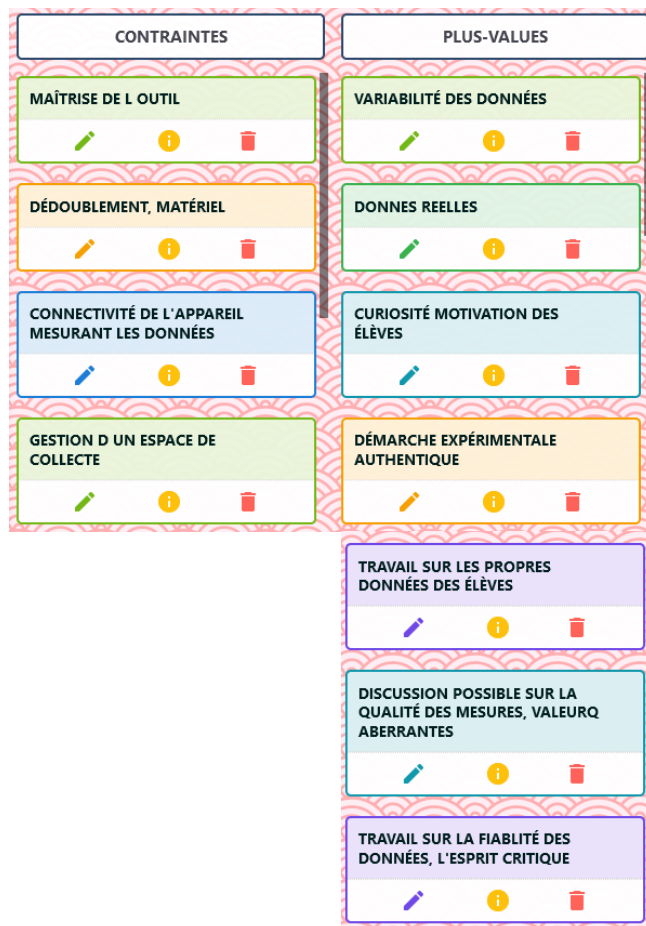 CONTRAINTES
MAÎTRISE DE L OUTIL
DÉDOUBLEMENT, MATÉRIEL
CONNECTIVITÉ DE L'APPAREIL
MESURANT LES DONNÉES
GESTION D UN ESPACE DE
COLLECTE
PLUS-VALUES
VARIABILITÉ DES DONNÉES
DONNES REELLES
CURIOSITÉ MOTIVATION DES
ÉLÈVES
DÉMARCHE EXPÉRIMENTALE
AUTHENTIQUE
TRAVAIL SUR LES PROPRES
DONNÉES DES ÉLÈVES
DISCUSSION POSSIBLE SUR LA
QUALITÉ DES MESURES, VALEURQ
ABERRANTES
TRAVAIL SUR LA FIABLITÉ DES
DONNÉES, L'ESPRIT CRITIQUE